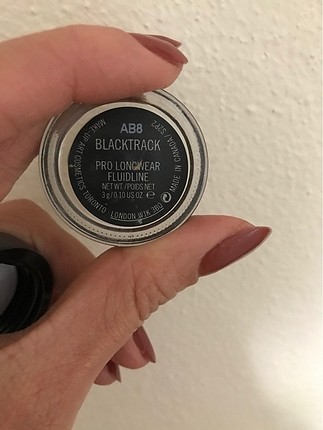 AB8
BLACKTRACK
PRO LONGWEAR
FLUIDLINE
NET WT/POIDS NET
3 g/0.10 US OZ ℮
MAKE-UP ART COSMETICS TORONTO LONDON W1K 3BQ
MADE IN CANADA/